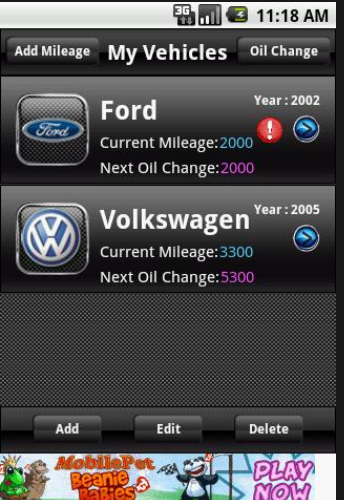 3G 11:18 AM
Add Mileage My Vehicles Oil Change
Ford Year : 2002
Ford Current Mileage:2000
Next Oil Change:2000
Volkswagen Year : 2005
Current Mileage:3300
Next Oil Change:5300
Add Edit Delete
MobilePet
Beanie
Babies
PLAY
NOW